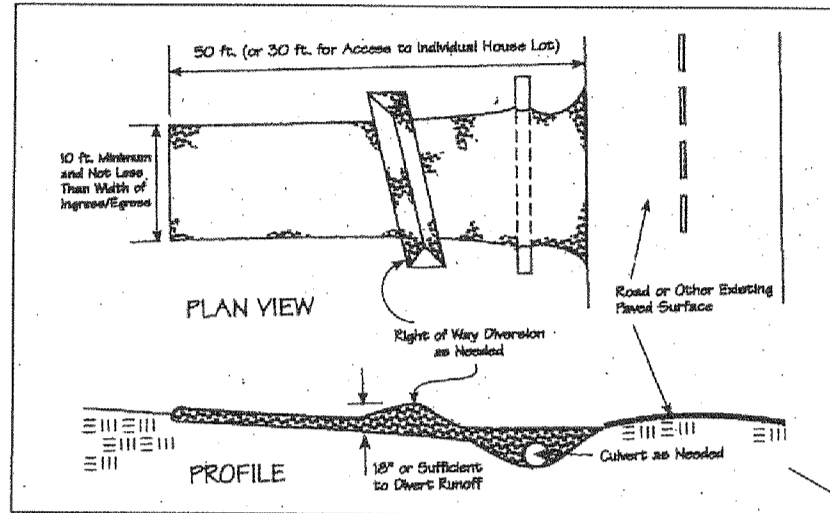 50 ft. (or 30 ft. for Access to Individual House Lot)
10 ft. Minimum
and Not Less
Than Width of
Ingress/Egress
PLAN VIEW
Right of Way Diversion
as Needed
Road or Other Existing
Paved Surface
18" or Sufficient
to Divert Runoff
Culvert as Needed
PROFILE